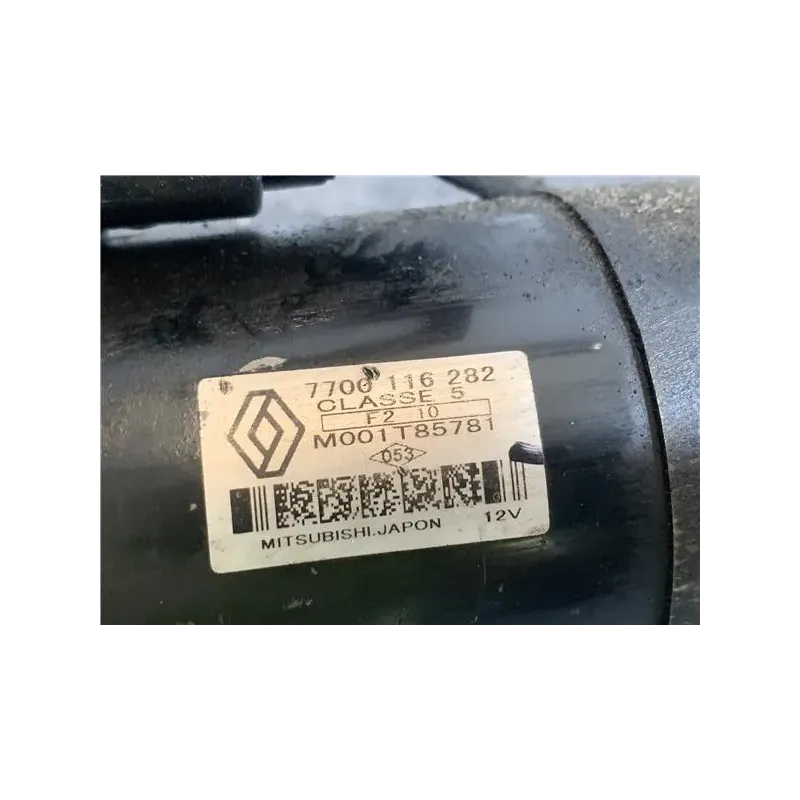 7700 116 282
CLASSE 5
F2 10
M001T85781
053
MITSUBISHI.JAPON 12V